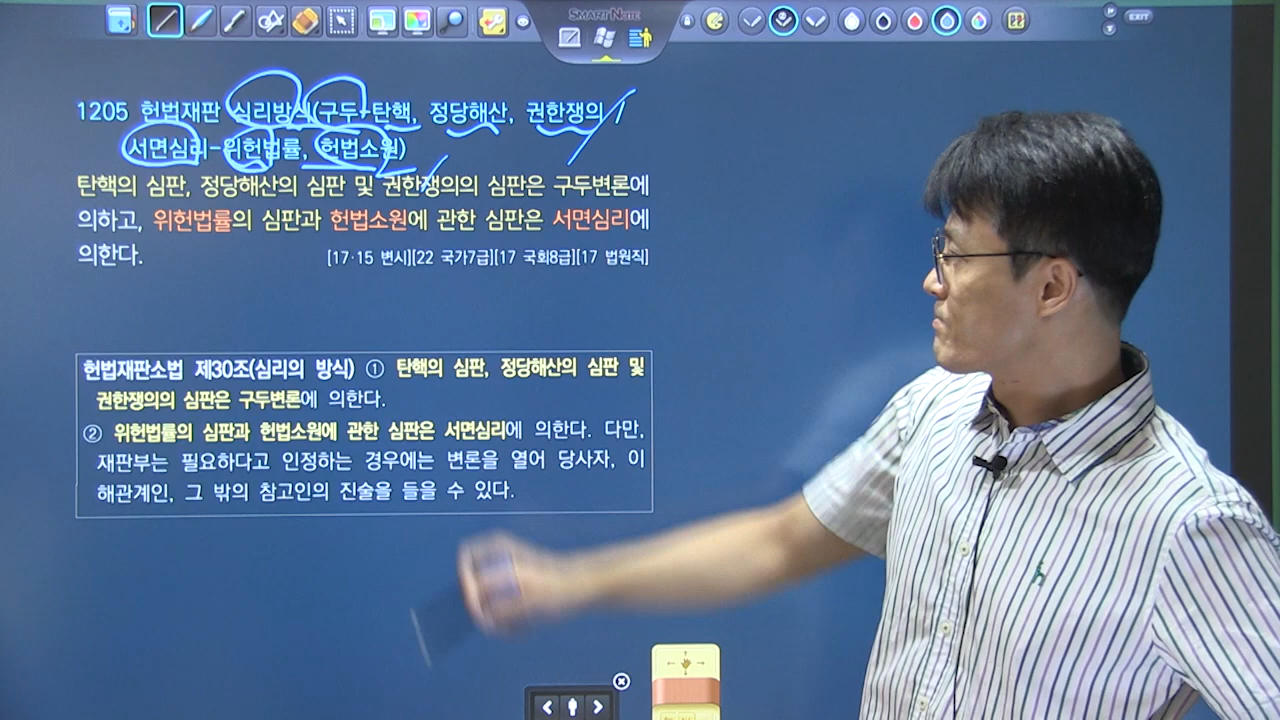 SMARTNOTE
EXIT
1205 헌법재판 심리방식(구두-탄핵, 정당해산, 권한쟁의 /
서면심리-위헌법률, 헌법소원)
탄핵의 심판, 정당해산의 심판 및 권한쟁의의 심판은 구두변론에
의하고, 위헌법률의 심판과 헌법소원에 관한 심판은 서면심리에
의한다. [17·15 변시][22 국가7급][17 국회8급][17 법원직]
헌법재판소법 제30조(심리의 방식) ① 탄핵의 심판, 정당해산의 심판 및
권한쟁의의 심판은 구두변론에 의한다.
② 위헌법률의 심판과 헌법소원에 관한 심판은 서면심리에 의한다. 다만,
재판부는 필요하다고 인정하는 경우에는 변론을 열어 당사자, 이
해관계인, 그 밖의 참고인의 진술을 들을 수 있다.